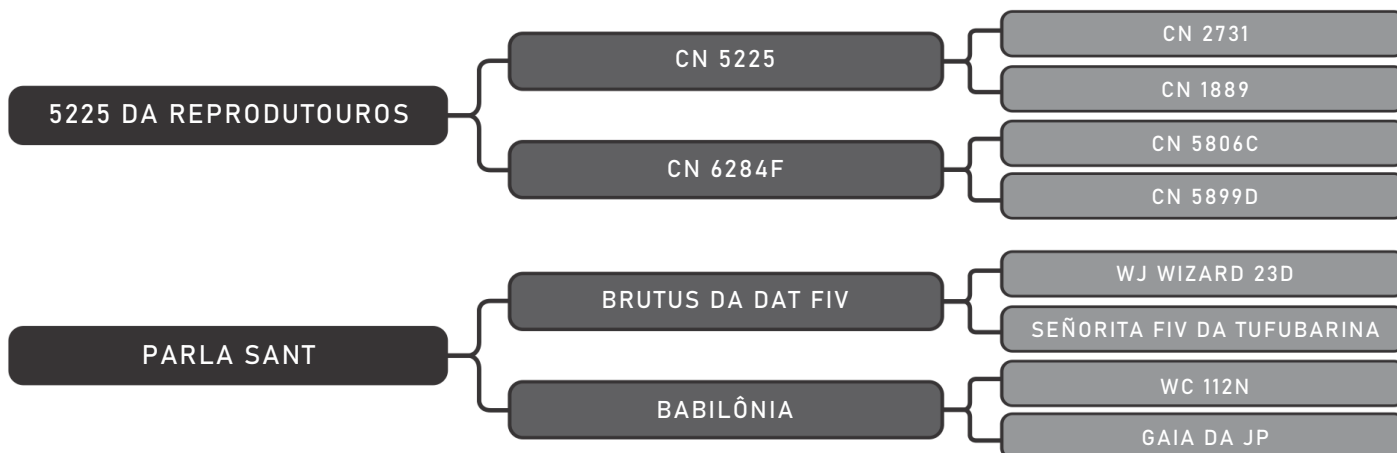 5225 DA REPRODUTOUROS
CN 5225
CN 2731
CN 1889
CN 6284F
CN 5806C
CN 5899D
PARLA SANT
BRUTUS DA DAT FIV
WJ WIZARD 23D
SEÑORITA FIV DA TUFUBARINA
BABILÔNIA
WC 112N
GAIA DA JP